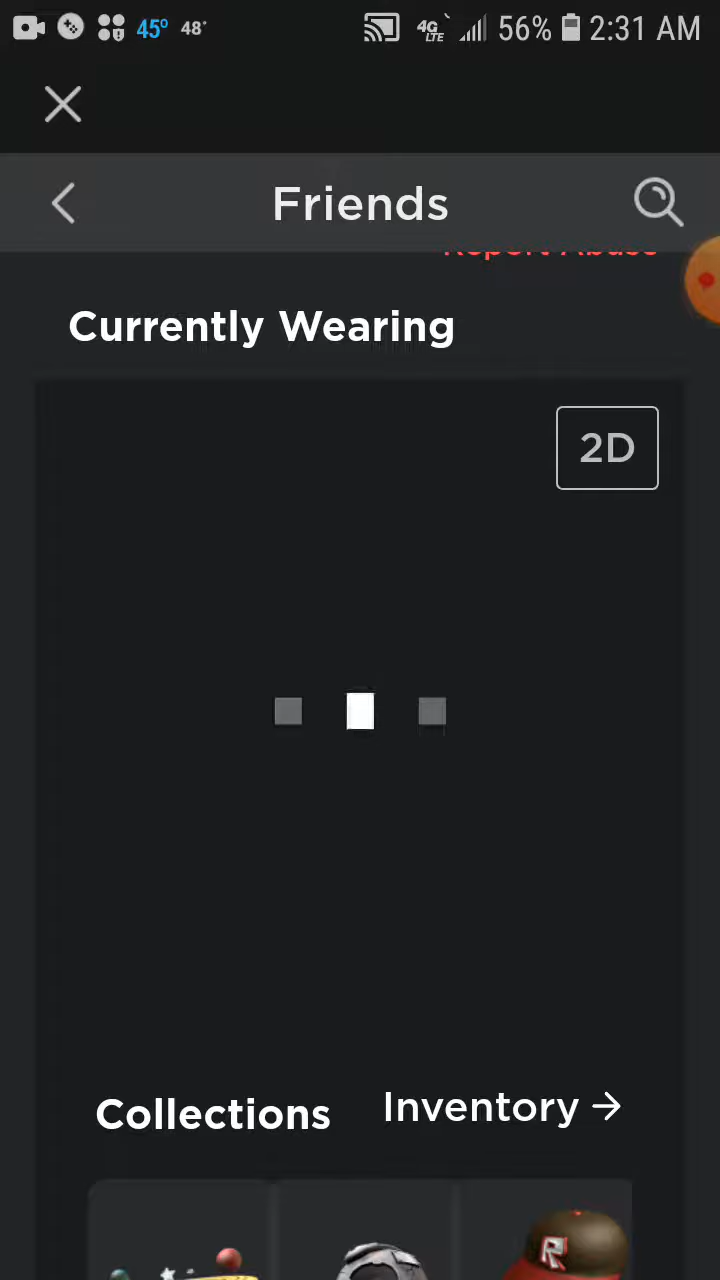 45° 48° 4G LTE 56% 2:31 AM
Friends
Report Abuse
Currently Wearing
2D
Collections
Inventory →
R